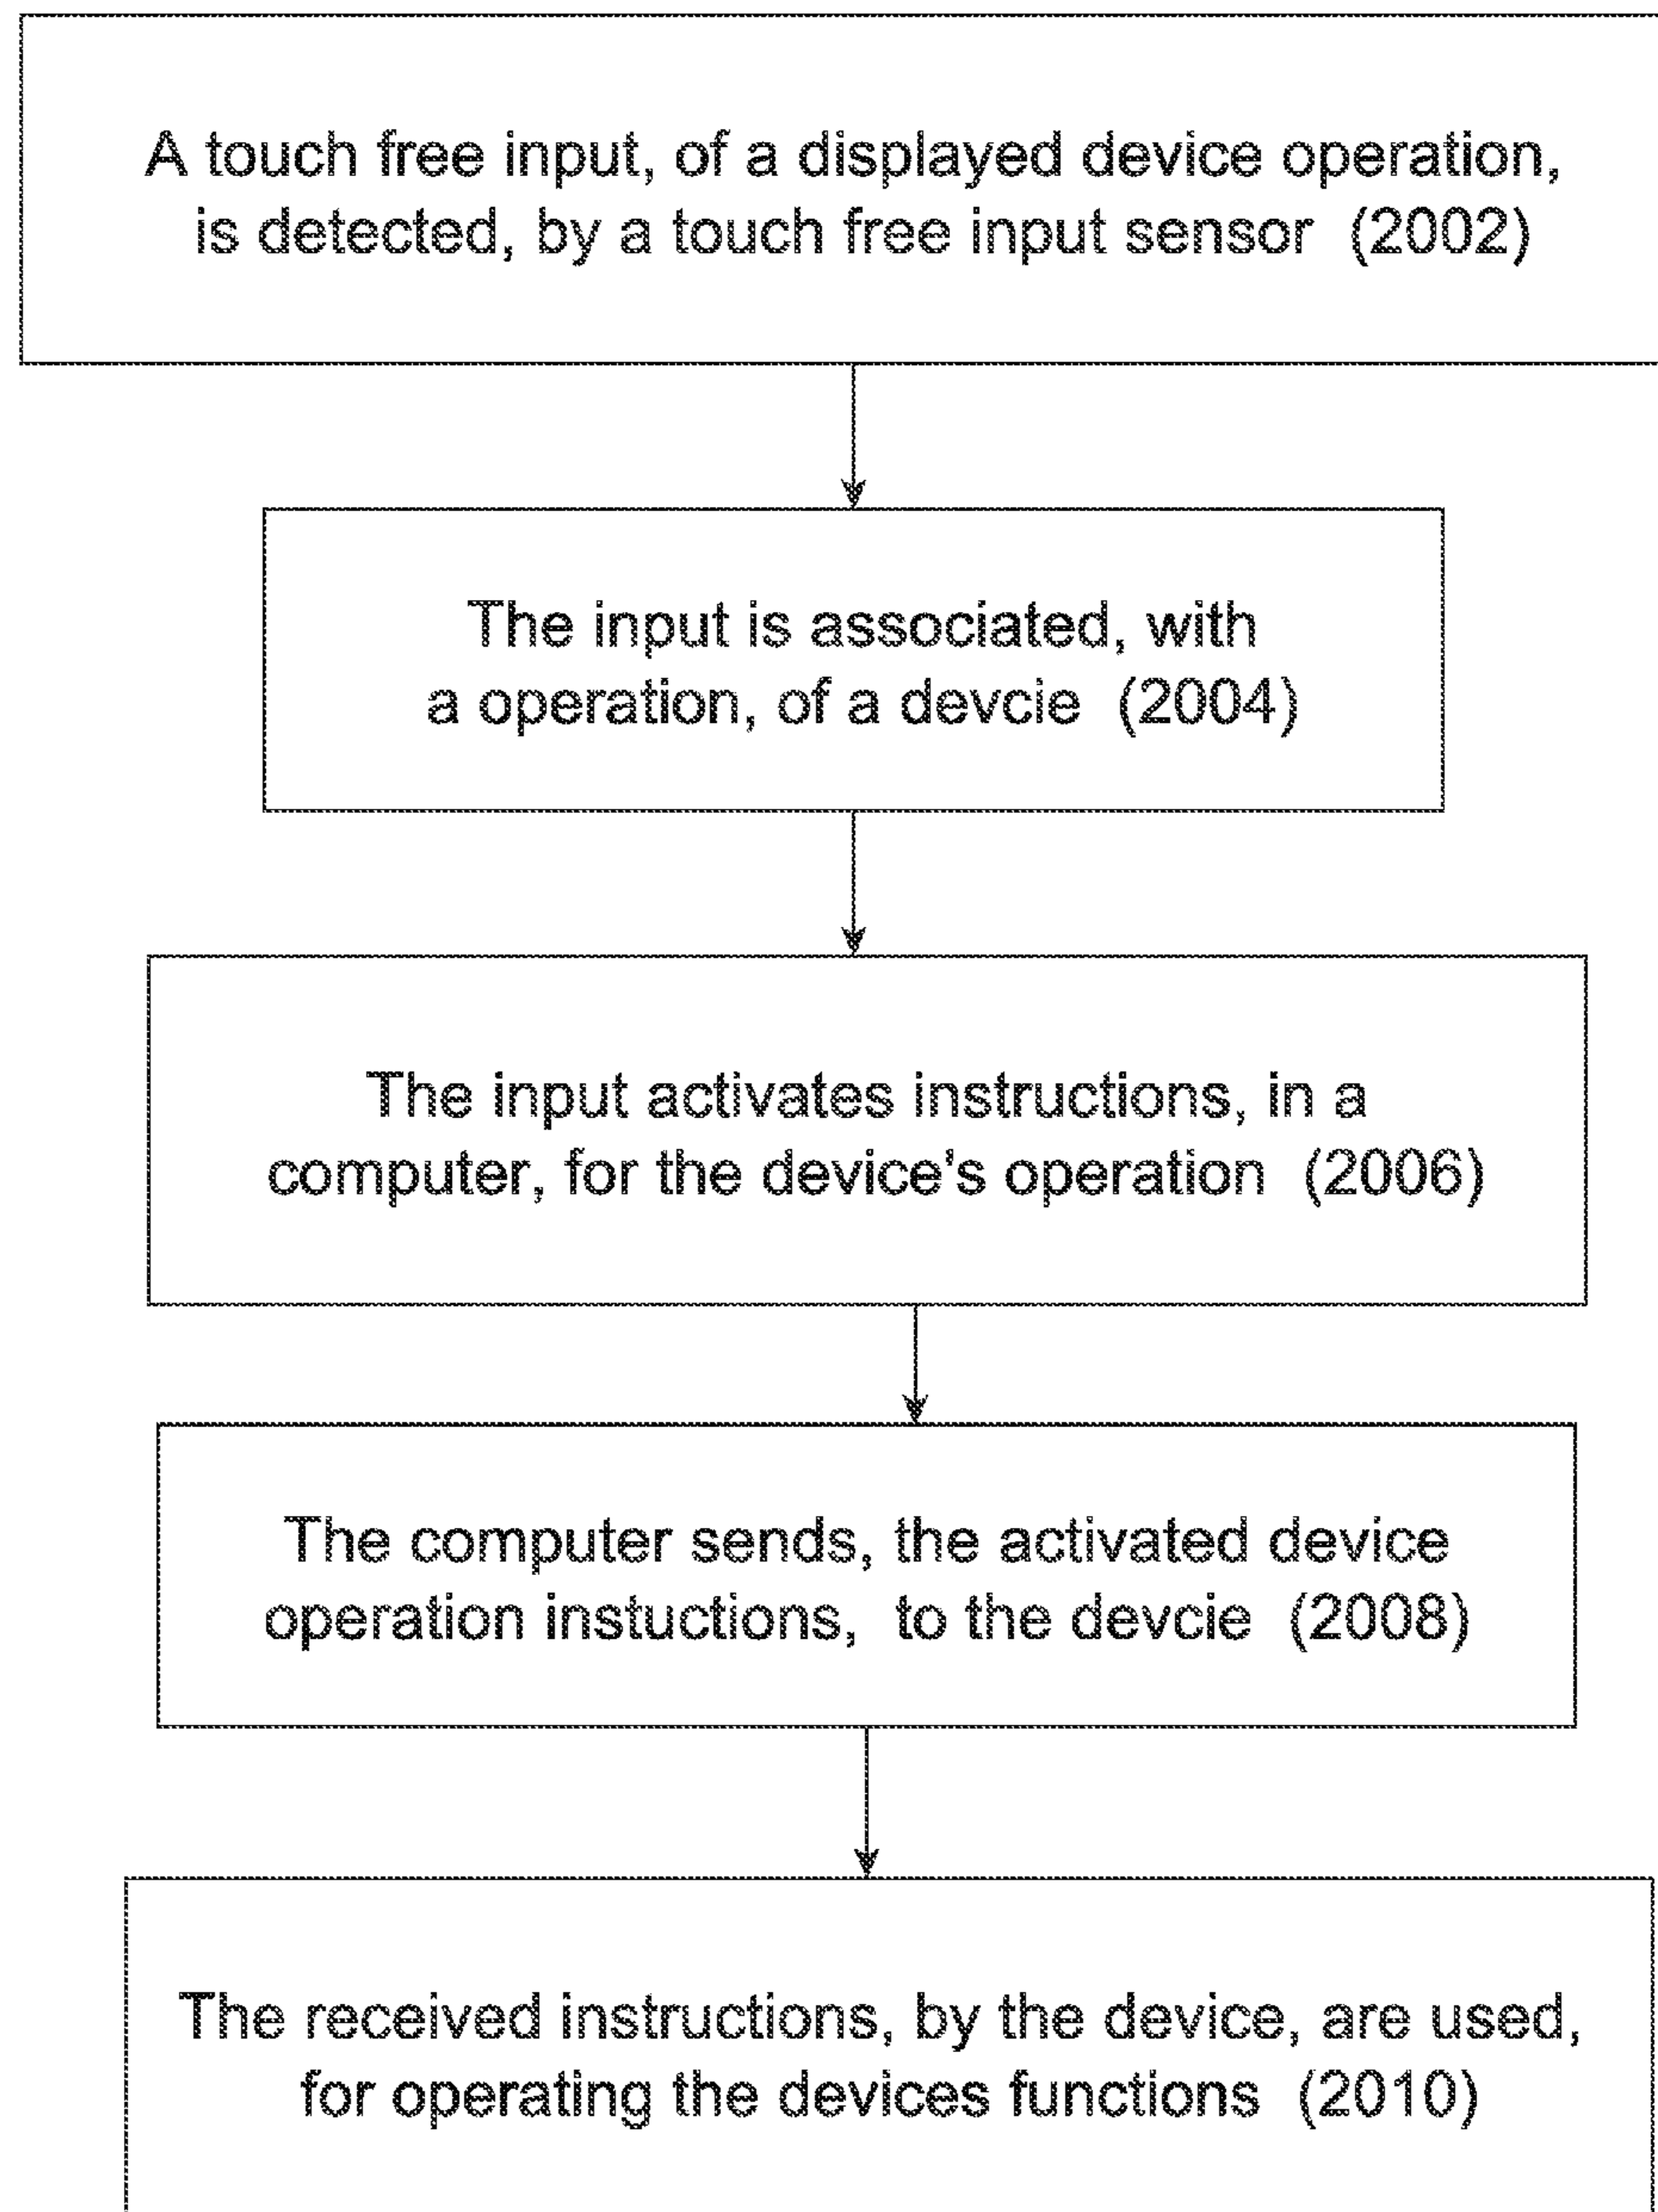 A touch free input, of a displayed device operation,
is detected, by a touch free input sensor (2002)
The input is associated, with
a operation, of a devcie (2004)
The input activates instructions, in a
computer, for the device's operation (2006)
The computer sends, the activated device
operation instuctions, to the devcie (2008)
The received instructions, by the device, are used,
for operating the devices functions (2010)